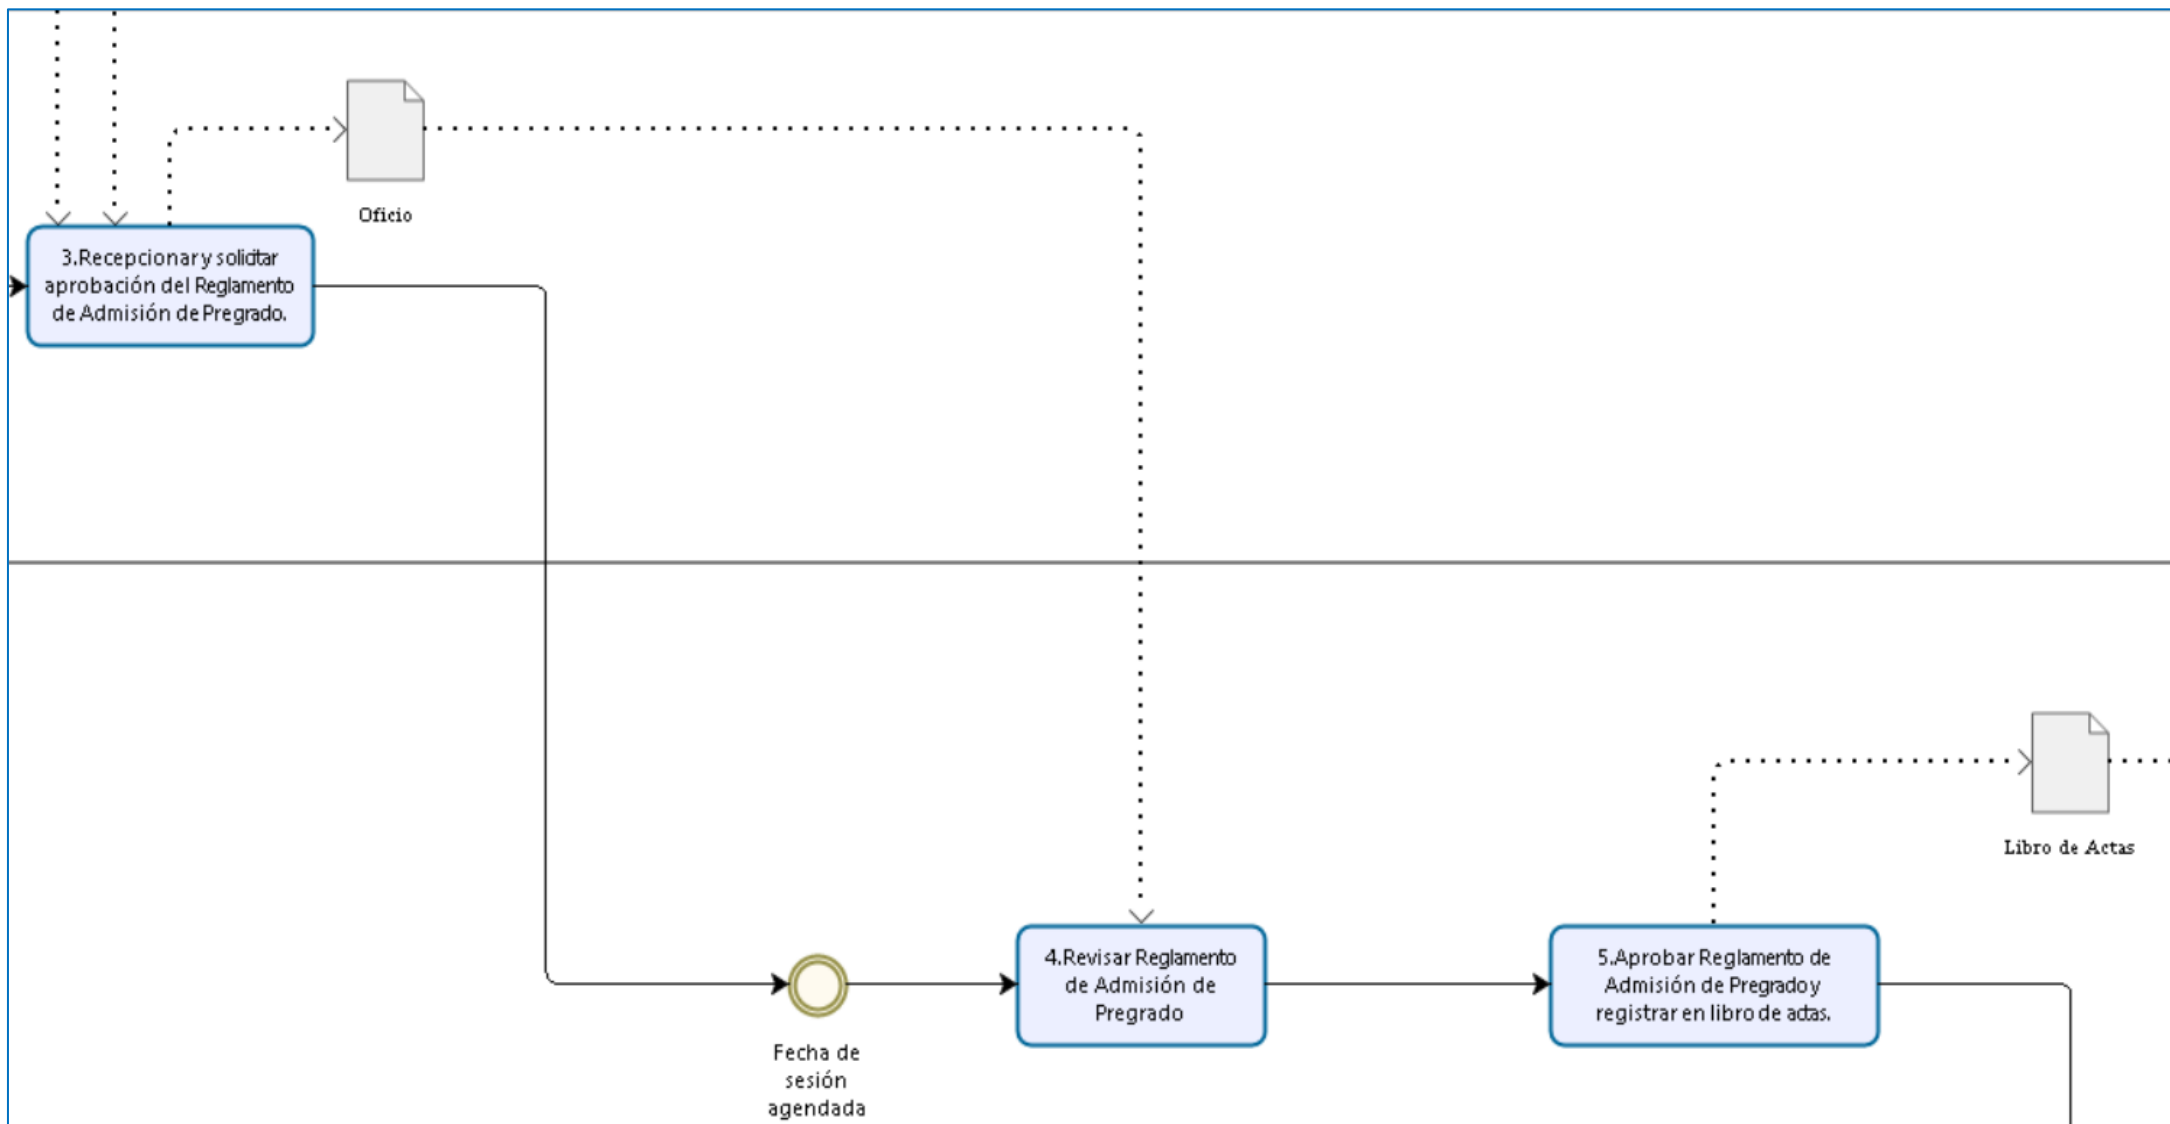 Oficio
3.Recepcionar y solicitar
aprobación del Reglamento
de Admisión de Pregrado.
Libro de Actas
Fecha de
sesión
agendada
4.Revisar Reglamento
de Admisión de
Pregrado
5.Aprobar Reglamento de
Admisión de Pregrado y
registrar en libro de actas.